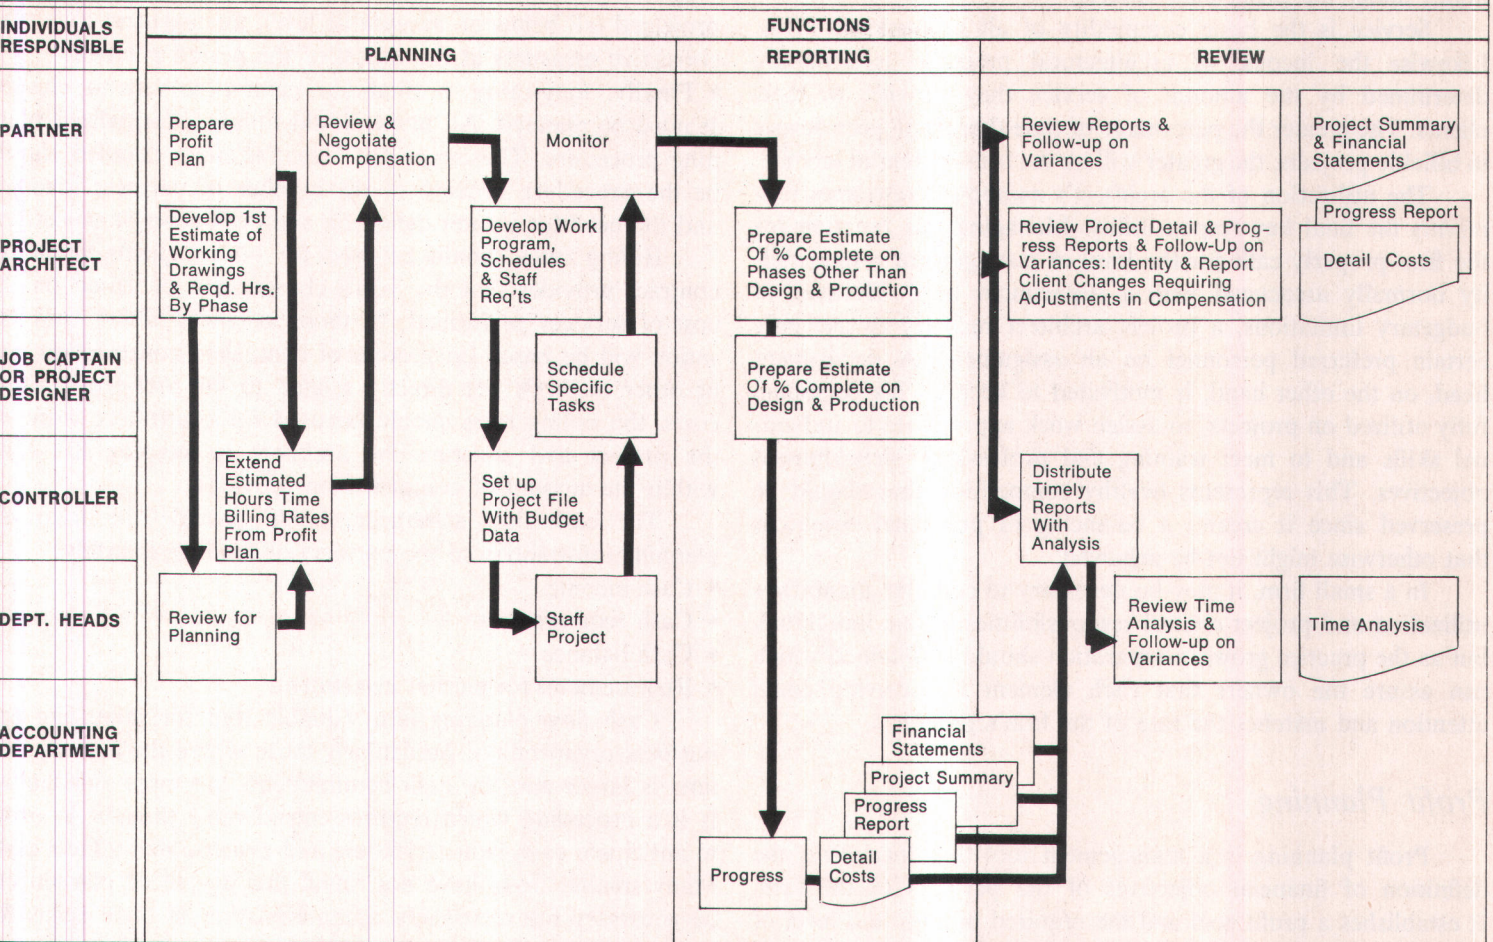 INDIVIDUALS
RESPONSIBLE
FUNCTIONS
PLANNING
REPORTING
REVIEW
PARTNER
Prepare
Profit
Plan
Review &
Negotiate
Compensation
Monitor
Review Reports &
Follow-up on
Variances
Project Summary
& Financial
Statements
PROJECT
ARCHITECT
Develop 1st
Estimate of
Working
Drawings
& Reqd. Hrs.
By Phase
Develop Work
Program,
Schedules
& Staff
Req'ts
Prepare Estimate
Of % Complete on
Phases Other Than
Design & Production
Review Project Detail & Prog-
ress Reports & Follow-Up on
Variances: Identity & Report
Client Changes Requiring
Adjustments in Compensation
Progress Report
Detail Costs
JOB CAPTAIN
OR PROJECT
DESIGNER
Schedule
Specific
Tasks
Prepare Estimate
Of % Complete on
Design & Production
CONTROLLER
Extend
Estimated
Hours Time
Billing Rates
From Profit
Plan
Set up
Project File
With Budget
Data
Distribute
Timely
Reports
With
Analysis
DEPT. HEADS
Review for
Planning
Staff
Project
Review Time
Analysis &
Follow-up on
Variances
Time Analysis
ACCOUNTING
DEPARTMENT
Financial
Statements
Project Summary
Progress
Report
Detail
Costs
Progress